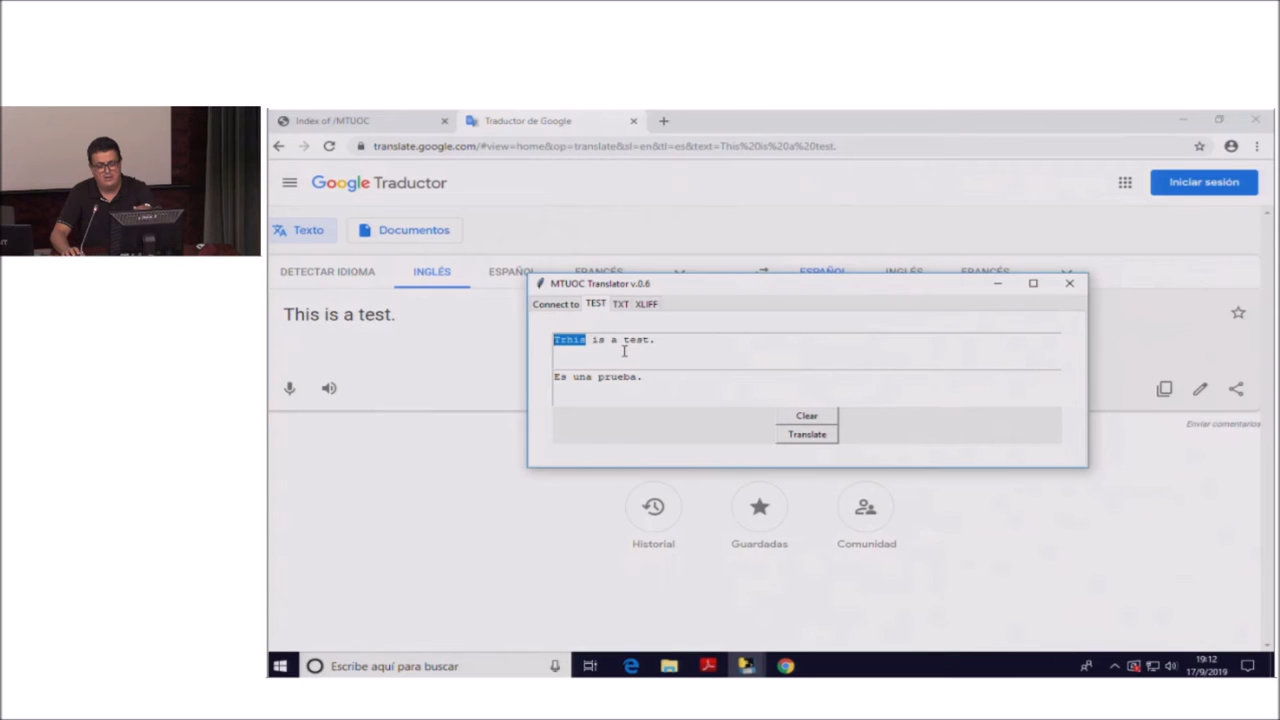 Index of /MTUOC
Traductor de Google
translate.google.com/#view=home&op=translate&sl=en&tl=es&text=This%20is%20a%20test.
Google Traductor
Iniciar sesión
Texto
Documentos
DETECTAR IDIOMA
INGLÉS
ESPAÑOL
FRANCÉS
ESPAÑOL
INGLÉS
FRANCÉS
This is a test.
MTUOC Translator v.0.6
Connect to TEST TXT XLIFF
Trhis is a test.
Es una prueba.
Clear
Translate
Enviar comentarios
Historial
Guardadas
Comunidad
Escribe aquí para buscar
19:12
17/9/2019